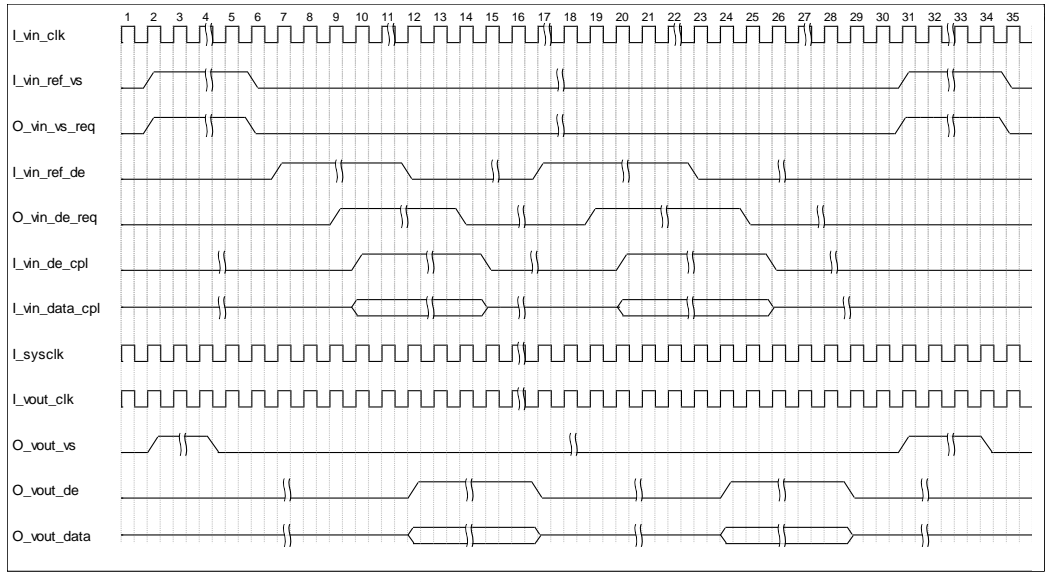 1 2 3 4 5 6 7 8 9 10 11 12 13 14 15 16 17 18 19 20 21 22 23 24 25 26 27 28 29 30 31 32 33 34 35
I_vin_clk
I_vin_ref_vs
O_vin_vs_req
I_vin_ref_de
O_vin_de_req
I_vin_de_cpl
I_vin_data_cpl
I_sysclk
I_vout_clk
O_vout_vs
O_vout_de
O_vout_data